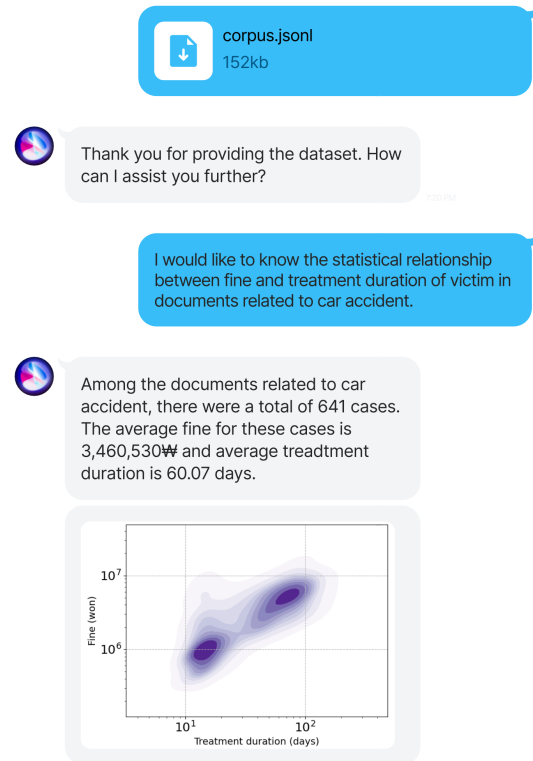 corpus.jsonl
152kb
Thank you for providing the dataset. How
can I assist you further?
7:20 PM
I would like to know the statistical relationship
between fine and treatment duration of victim in
documents related to car accident.
Among the documents related to car
accident, there were a total of 641 cases.
The average fine for these cases is
3,460,530₩ and average treadtment
duration is 60.07 days.
10⁷
10⁶
Fine (won)
10¹ 10²
Treatment duration (days)